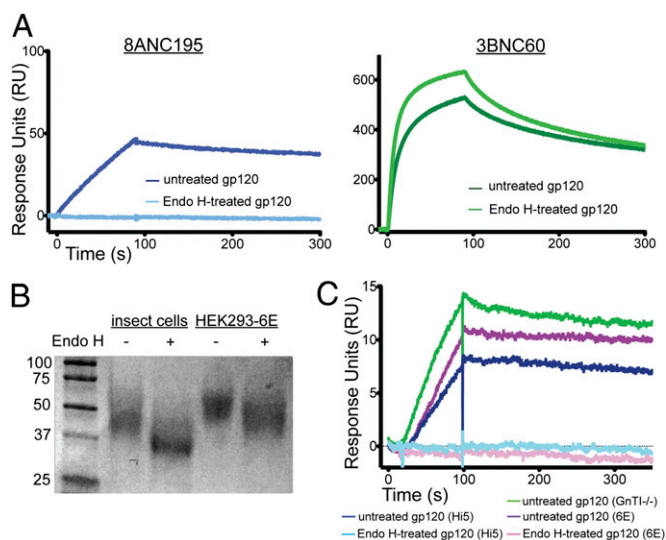 A
8ANC195
3BNC60
Response Units (RU)
100
50
0
untreated gp120
Endo H-treated gp120
0 100 200 300
Time (s)
600
400
200
0
untreated gp120
Endo H-treated gp120
0 100 200 300
B
insect cells HEK293-6E
Endo H - + - +
100
75
50
37
25
C
Response Units (RU)
15
10
5
0
0 100 200 300
Time (s)
untreated gp120 (GnTI-/-)
untreated gp120 (Hi5) untreated gp120 (6E)
Endo H-treated gp120 (Hi5) Endo H-treated gp120 (6E)